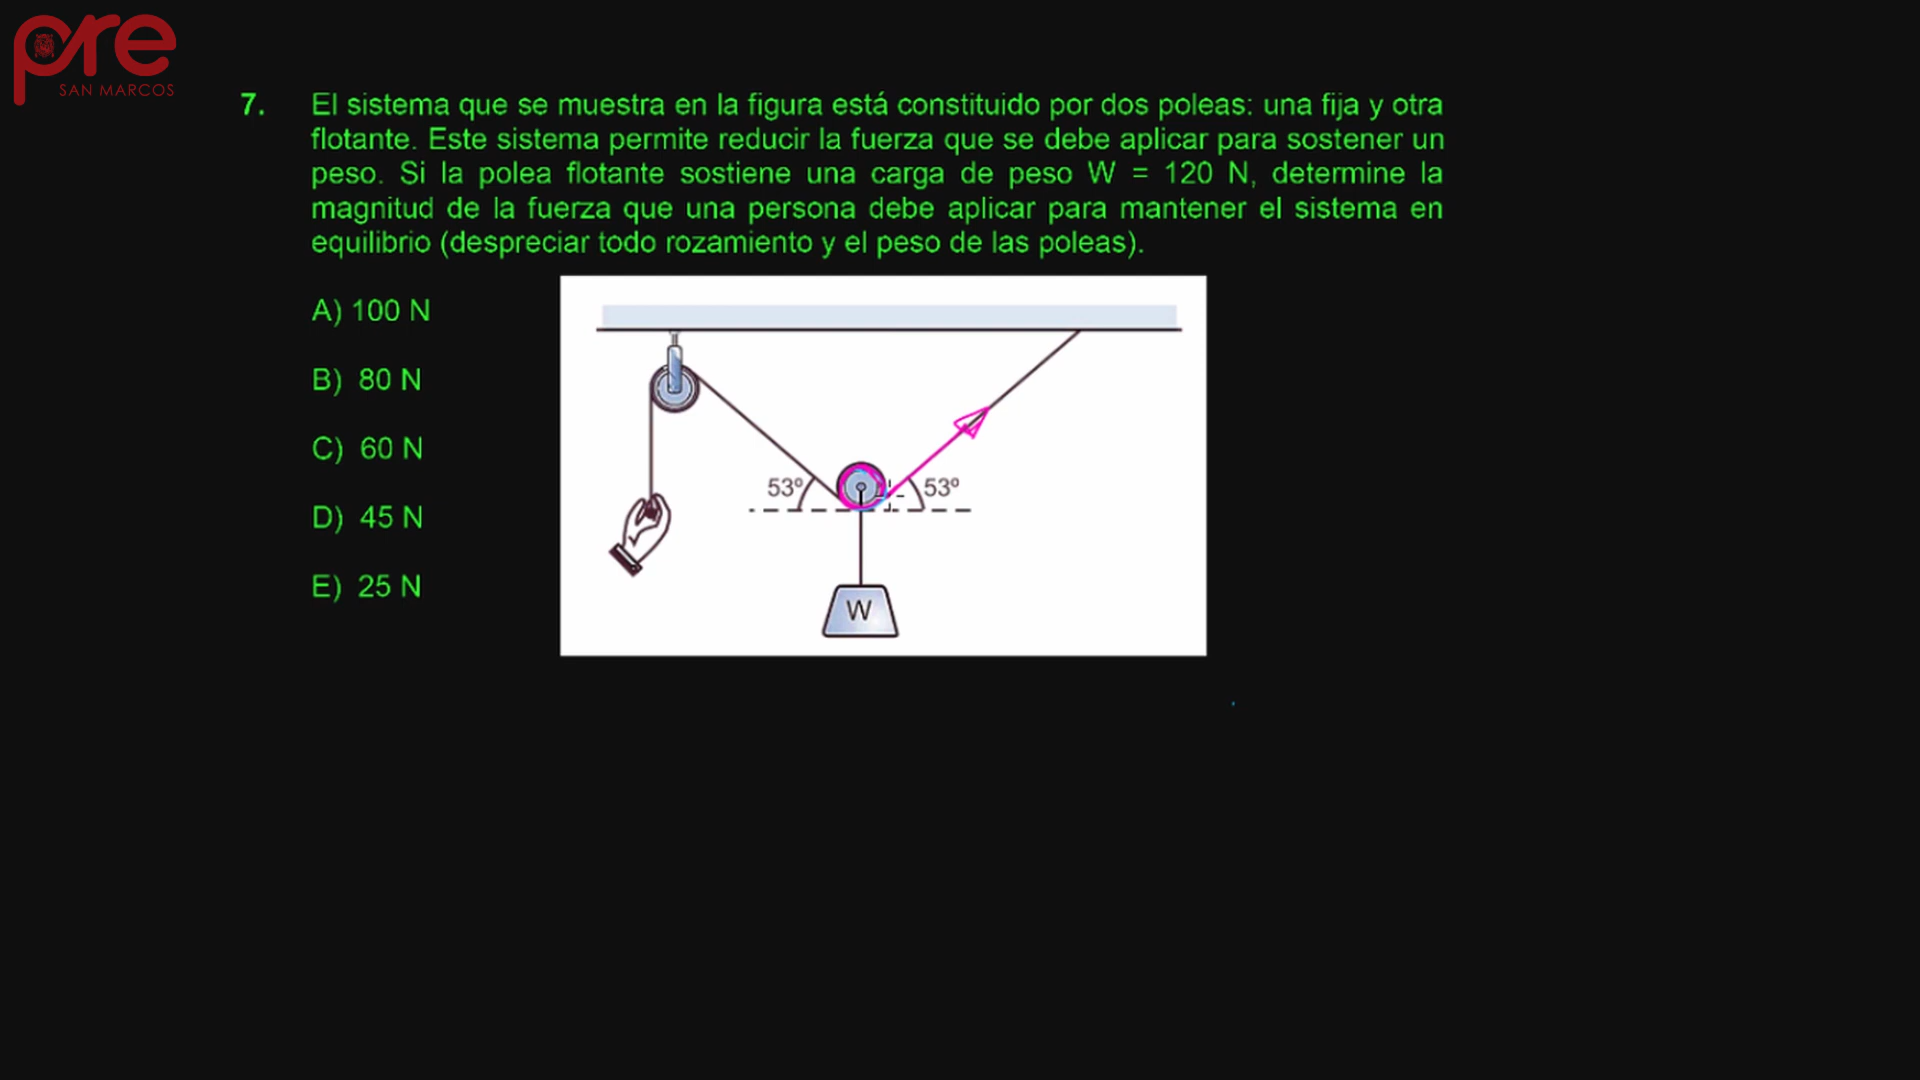 pre
SAN MARCOS
7. El sistema que se muestra en la figura está constituido por dos poleas: una fija y otra
flotante. Este sistema permite reducir la fuerza que se debe aplicar para sostener un
peso. Si la polea flotante sostiene una carga de peso W = 120 N, determine la
magnitud de la fuerza que una persona debe aplicar para mantener el sistema en
equilibrio (despreciar todo rozamiento y el peso de las poleas).
A) 100 N
B) 80 N
C) 60 N
D) 45 N
E) 25 N
53º 53º
W